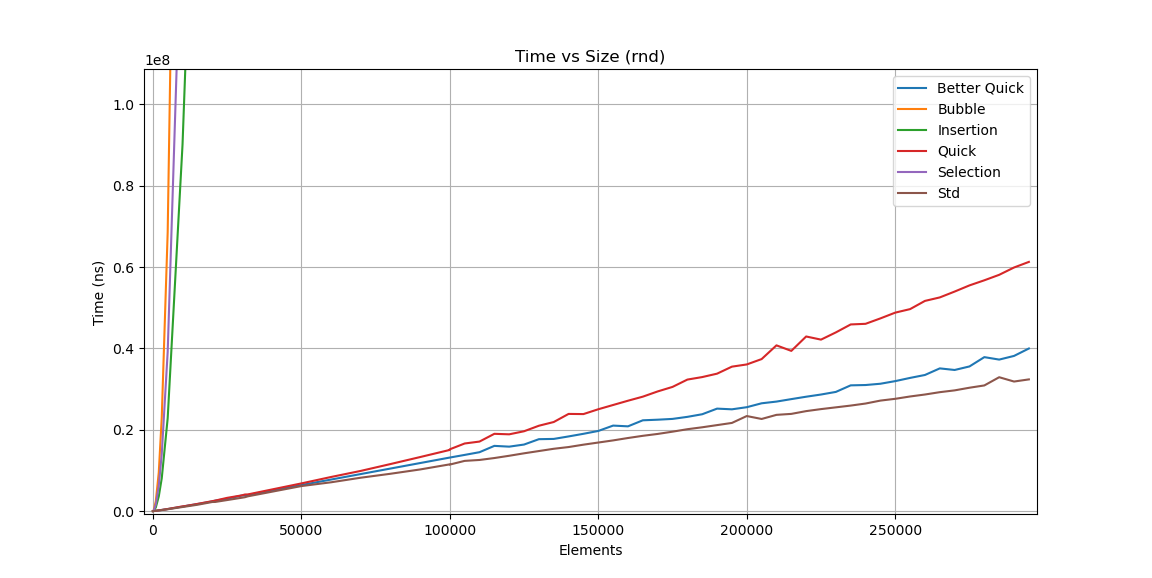 Time vs Size (rnd)
1e8
1.0
0.8
0.6
0.4
0.2
0.0
Time (ns)
0
50000
100000
150000
200000
250000
Elements
Better Quick
Bubble
Insertion
Quick
Selection
Std